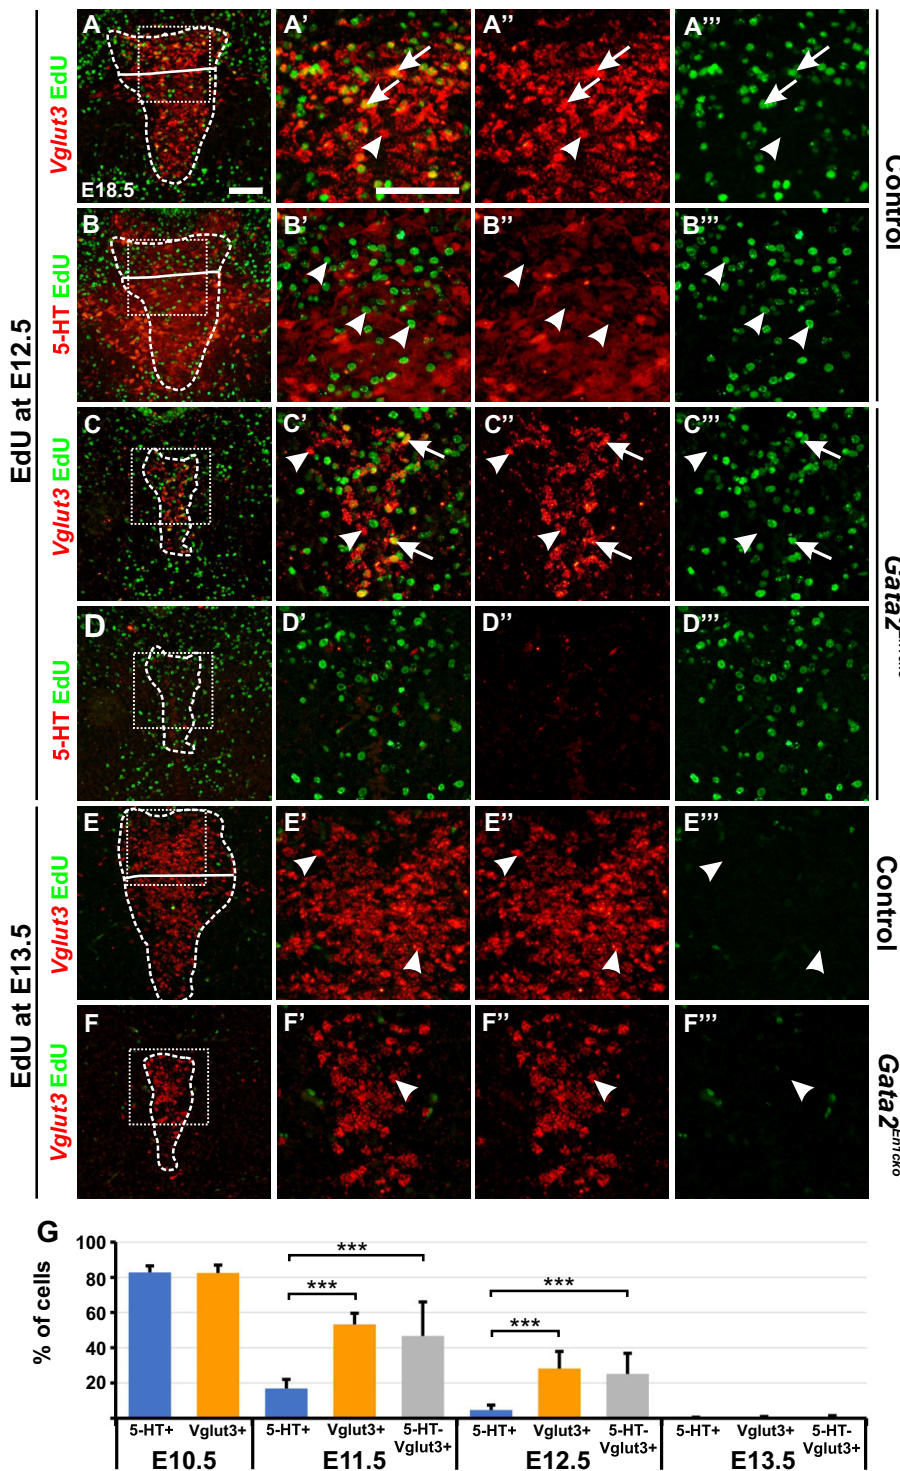 EdU at E12.5
Vglut3 EdU
A
E18.5
A’
A’’
A’’’
Control
5-HT EdU
B
B’
B’’
B’’’
Vglut3 EdU
C
C’
C’’
C’’’
Gata2
5-HT EdU
D
D’
D’’
D’’’
EdU at E13.5
Vglut3 EdU
E
E’
E’’
E’’’
Control
Vglut3 EdU
F
F’
F’’
F’’’
Gata2En1cko
G
% of cells
100
80
60
40
20
***
***
***
***
5-HT+ Vglut3+ 5-HT+ Vglut3+ 5-HT-Vglut3+ 5-HT+ Vglut3+ 5-HT-Vglut3+ 5-HT+ Vglut3+ 5-HT-Vglut3+
E10.5 E11.5 E12.5 E13.5